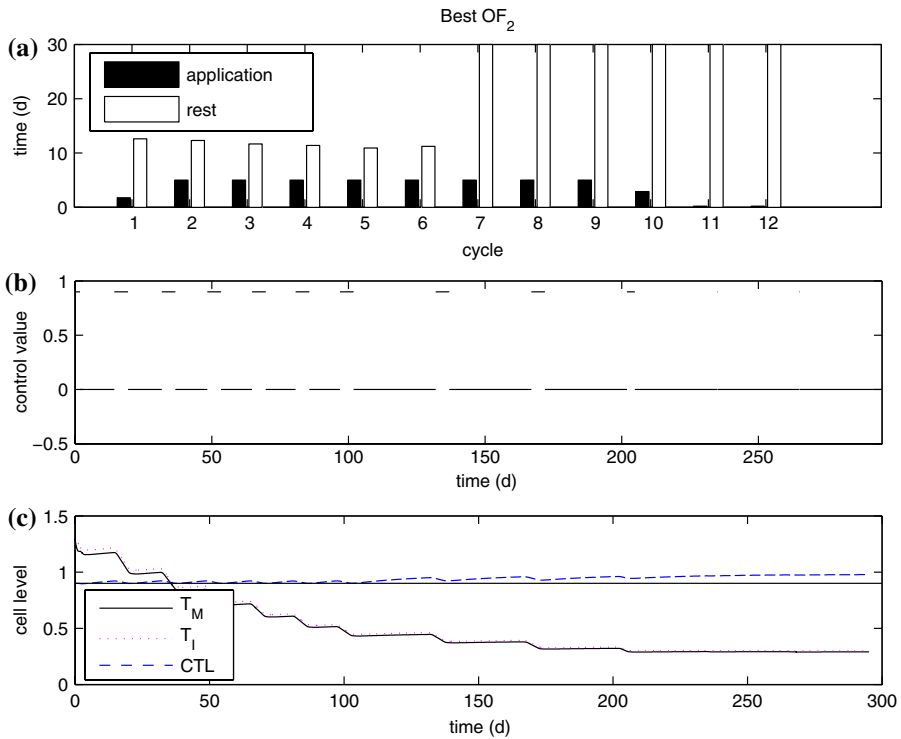 Best OF2
(a)
30
20
10
0
time (d)
application
rest
1 2 3 4 5 6 7 8 9 10 11 12
cycle
(b)
1
0.5
0
−0.5
control value
0 50 100 150 200 250
time (d)
(c)
1.5
1
0.5
0
cell level
TM
TI
CTL
0 50 100 150 200 250 300
time (d)